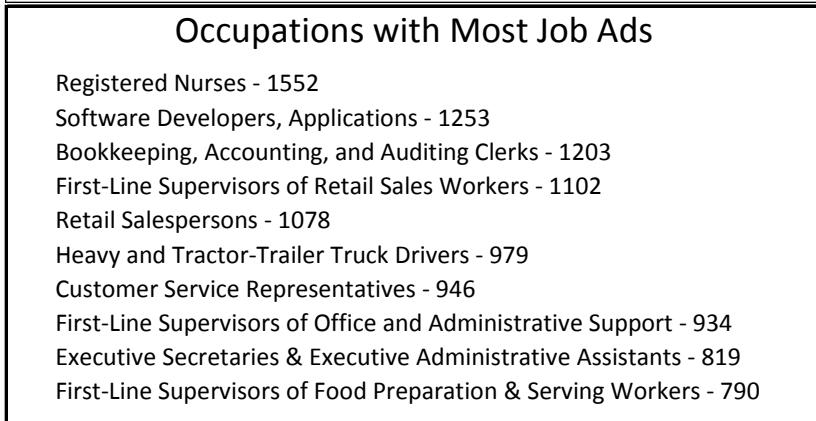 Occupations with Most Job Ads
Registered Nurses - 1552
Software Developers, Applications - 1253
Bookkeeping, Accounting, and Auditing Clerks - 1203
First-Line Supervisors of Retail Sales Workers - 1102
Retail Salespersons - 1078
Heavy and Tractor-Trailer Truck Drivers - 979
Customer Service Representatives - 946
First-Line Supervisors of Office and Administrative Support - 934
Executive Secretaries & Executive Administrative Assistants - 819
First-Line Supervisors of Food Preparation & Serving Workers - 790